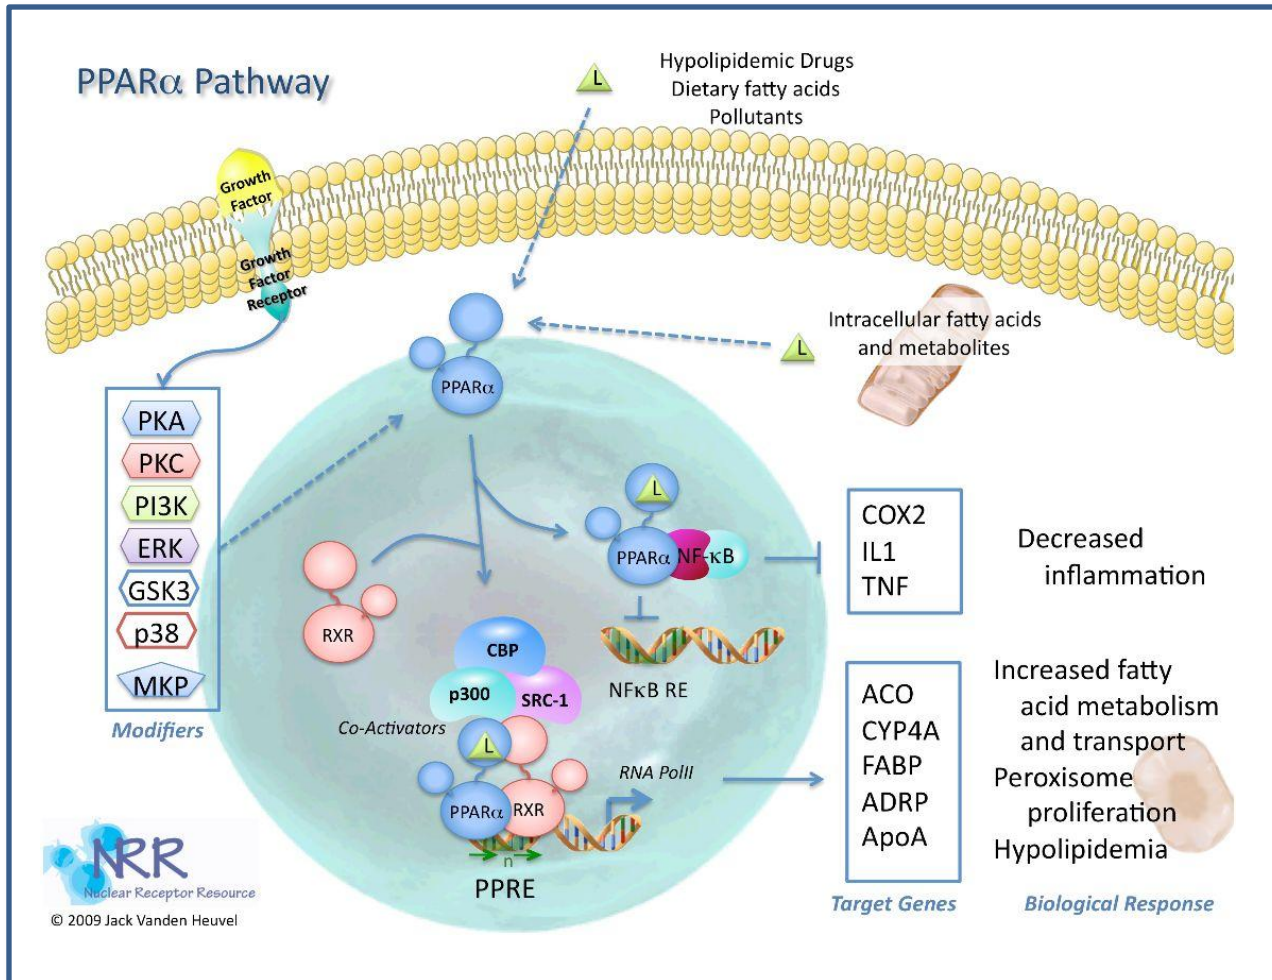 PPARα Pathway
L
Hypolipidemic Drugs
Dietary fatty acids
Pollutants
Growth
Factor
Growth
Factor
Receptor
PPARα
L
Intracellular fatty acids
and metabolites
PKA
PKC
PI3K
ERK
GSK3
p38
MKP
Modifiers
RXR
L
PPARα
NF-κB
NFκB RE
COX2
IL1
TNF
Decreased
inflammation
CBP
p300
SRC-1
Co-Activators
L
PPARα
RXR
RNA PolII
n
PPRE
ACO
CYP4A
FABP
ADRP
ApoA
Target Genes
Increased fatty
acid metabolism
and transport
Peroxisome
proliferation
Hypolipidemia
Biological Response
NRR
Nuclear Receptor Resource
© 2009 Jack Vanden Heuvel